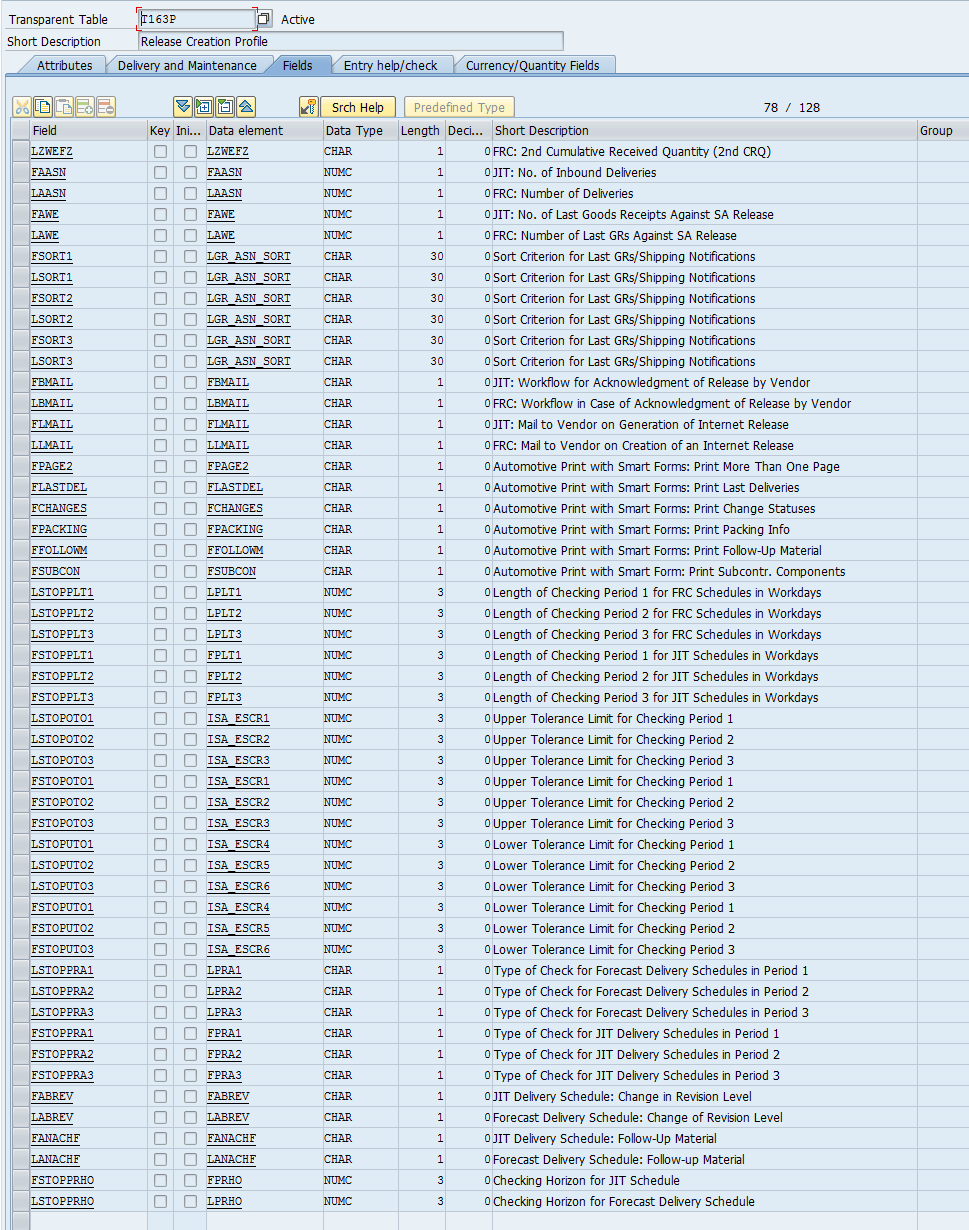 Transparent Table T163P Active
Short Description Release Creation Profile
Attributes Delivery and Maintenance Fields Entry help/check Currency/Quantity Fields
Srch Help Predefined Type 78 / 128
Field Key Ini... Data element Data Type Length Deci... Short Description Group
LZWEFZ LZWEFZ CHAR 1 0 FRC: 2nd Cumulative Received Quantity (2nd CRQ)
FAASN FAASN NUMC 1 0 JIT: No. of Inbound Deliveries
LAASN LAASN NUMC 1 0 FRC: Number of Deliveries
FAWE FAWE NUMC 1 0 JIT: No. of Last Goods Receipts Against SA Release
LAWE LAWE NUMC 1 0 FRC: Number of Last GRs Against SA Release
FSORT1 LGR_ASN_SORT CHAR 30 0 Sort Criterion for Last GRs/Shipping Notifications
LSORT1 LGR_ASN_SORT CHAR 30 0 Sort Criterion for Last GRs/Shipping Notifications
FSORT2 LGR_ASN_SORT CHAR 30 0 Sort Criterion for Last GRs/Shipping Notifications
LSORT2 LGR_ASN_SORT CHAR 30 0 Sort Criterion for Last GRs/Shipping Notifications
FSORT3 LGR_ASN_SORT CHAR 30 0 Sort Criterion for Last GRs/Shipping Notifications
LSORT3 LGR_ASN_SORT CHAR 30 0 Sort Criterion for Last GRs/Shipping Notifications
FBMAIL FBMAIL CHAR 1 0 JIT: Workflow for Acknowledgment of Release by Vendor
LBMAIL LBMAIL CHAR 1 0 FRC: Workflow in Case of Acknowledgment of Release by Vendor
FLMAIL FLMAIL CHAR 1 0 JIT: Mail to Vendor on Generation of Internet Release
LLMAIL LLMAIL CHAR 1 0 FRC: Mail to Vendor on Creation of an Internet Release
FPAGE2 FPAGE2 CHAR 1 0 Automotive Print with Smart Forms: Print More Than One Page
FLASTDEL FLASTDEL CHAR 1 0 Automotive Print with Smart Forms: Print Last Deliveries
FCHANGES FCHANGES CHAR 1 0 Automotive Print with Smart Forms: Print Change Statuses
FPACKING FPACKING CHAR 1 0 Automotive Print with Smart Forms: Print Packing Info
FFOLLOWM FFOLLOWM CHAR 1 0 Automotive Print with Smart Forms: Print Follow-Up Material
FSUBCON FSUBCON CHAR 1 0 Automotive Print with Smart Form: Print Subcontr. Components
LSTOPPLT1 LPLT1 NUMC 3 0 Length of Checking Period 1 for FRC Schedules in Workdays
LSTOPPLT2 LPLT2 NUMC 3 0 Length of Checking Period 2 for FRC Schedules in Workdays
LSTOPPLT3 LPLT3 NUMC 3 0 Length of Checking Period 3 for FRC Schedules in Workdays
FSTOPPLT1 FPLT1 NUMC 3 0 Length of Checking Period 1 for JIT Schedules in Workdays
FSTOPPLT2 FPLT2 NUMC 3 0 Length of Checking Period 2 for JIT Schedules in Workdays
FSTOPPLT3 FPLT3 NUMC 3 0 Length of Checking Period 3 for JIT Schedules in Workdays
LSTOPOTO1 ISA_ESCR1 NUMC 3 0 Upper Tolerance Limit for Checking Period 1
LSTOPOTO2 ISA_ESCR2 NUMC 3 0 Upper Tolerance Limit for Checking Period 2
LSTOPOTO3 ISA_ESCR3 NUMC 3 0 Upper Tolerance Limit for Checking Period 3
FSTOPOTO1 ISA_ESCR1 NUMC 3 0 Upper Tolerance Limit for Checking Period 1
FSTOPOTO2 ISA_ESCR2 NUMC 3 0 Upper Tolerance Limit for Checking Period 2
FSTOPOTO3 ISA_ESCR3 NUMC 3 0 Upper Tolerance Limit for Checking Period 3
LSTOPUTO1 ISA_ESCR4 NUMC 3 0 Lower Tolerance Limit for Checking Period 1
LSTOPUTO2 ISA_ESCR5 NUMC 3 0 Lower Tolerance Limit for Checking Period 2
LSTOPUTO3 ISA_ESCR6 NUMC 3 0 Lower Tolerance Limit for Checking Period 3
FSTOPUTO1 ISA_ESCR4 NUMC 3 0 Lower Tolerance Limit for Checking Period 1
FSTOPUTO2 ISA_ESCR5 NUMC 3 0 Lower Tolerance Limit for Checking Period 2
FSTOPUTO3 ISA_ESCR6 NUMC 3 0 Lower Tolerance Limit for Checking Period 3
LSTOPPRA1 LPRA1 CHAR 1 0 Type of Check for Forecast Delivery Schedules in Period 1
LSTOPPRA2 LPRA2 CHAR 1 0 Type of Check for Forecast Delivery Schedules in Period 2
LSTOPPRA3 LPRA3 CHAR 1 0 Type of Check for Forecast Delivery Schedules in Period 3
FSTOPPRA1 FPRA1 CHAR 1 0 Type of Check for JIT Delivery Schedules in Period 1
FSTOPPRA2 FPRA2 CHAR 1 0 Type of Check for JIT Delivery Schedules in Period 2
FSTOPPRA3 FPRA3 CHAR 1 0 Type of Check for JIT Delivery Schedules in Period 3
FABREV FABREV CHAR 1 0 JIT Delivery Schedule: Change in Revision Level
LABREV LABREV CHAR 1 0 Forecast Delivery Schedule: Change of Revision Level
FANACHF FANACHF CHAR 1 0 JIT Delivery Schedule: Follow-Up Material
LANACHF LANACHF CHAR 1 0 Forecast Delivery Schedule: Follow-up Material
FSTOPPRHO FPRHO NUMC 3 0 Checking Horizon for JIT Schedule
LSTOPPRHO LPRHO NUMC 3 0 Checking Horizon for Forecast Delivery Schedule